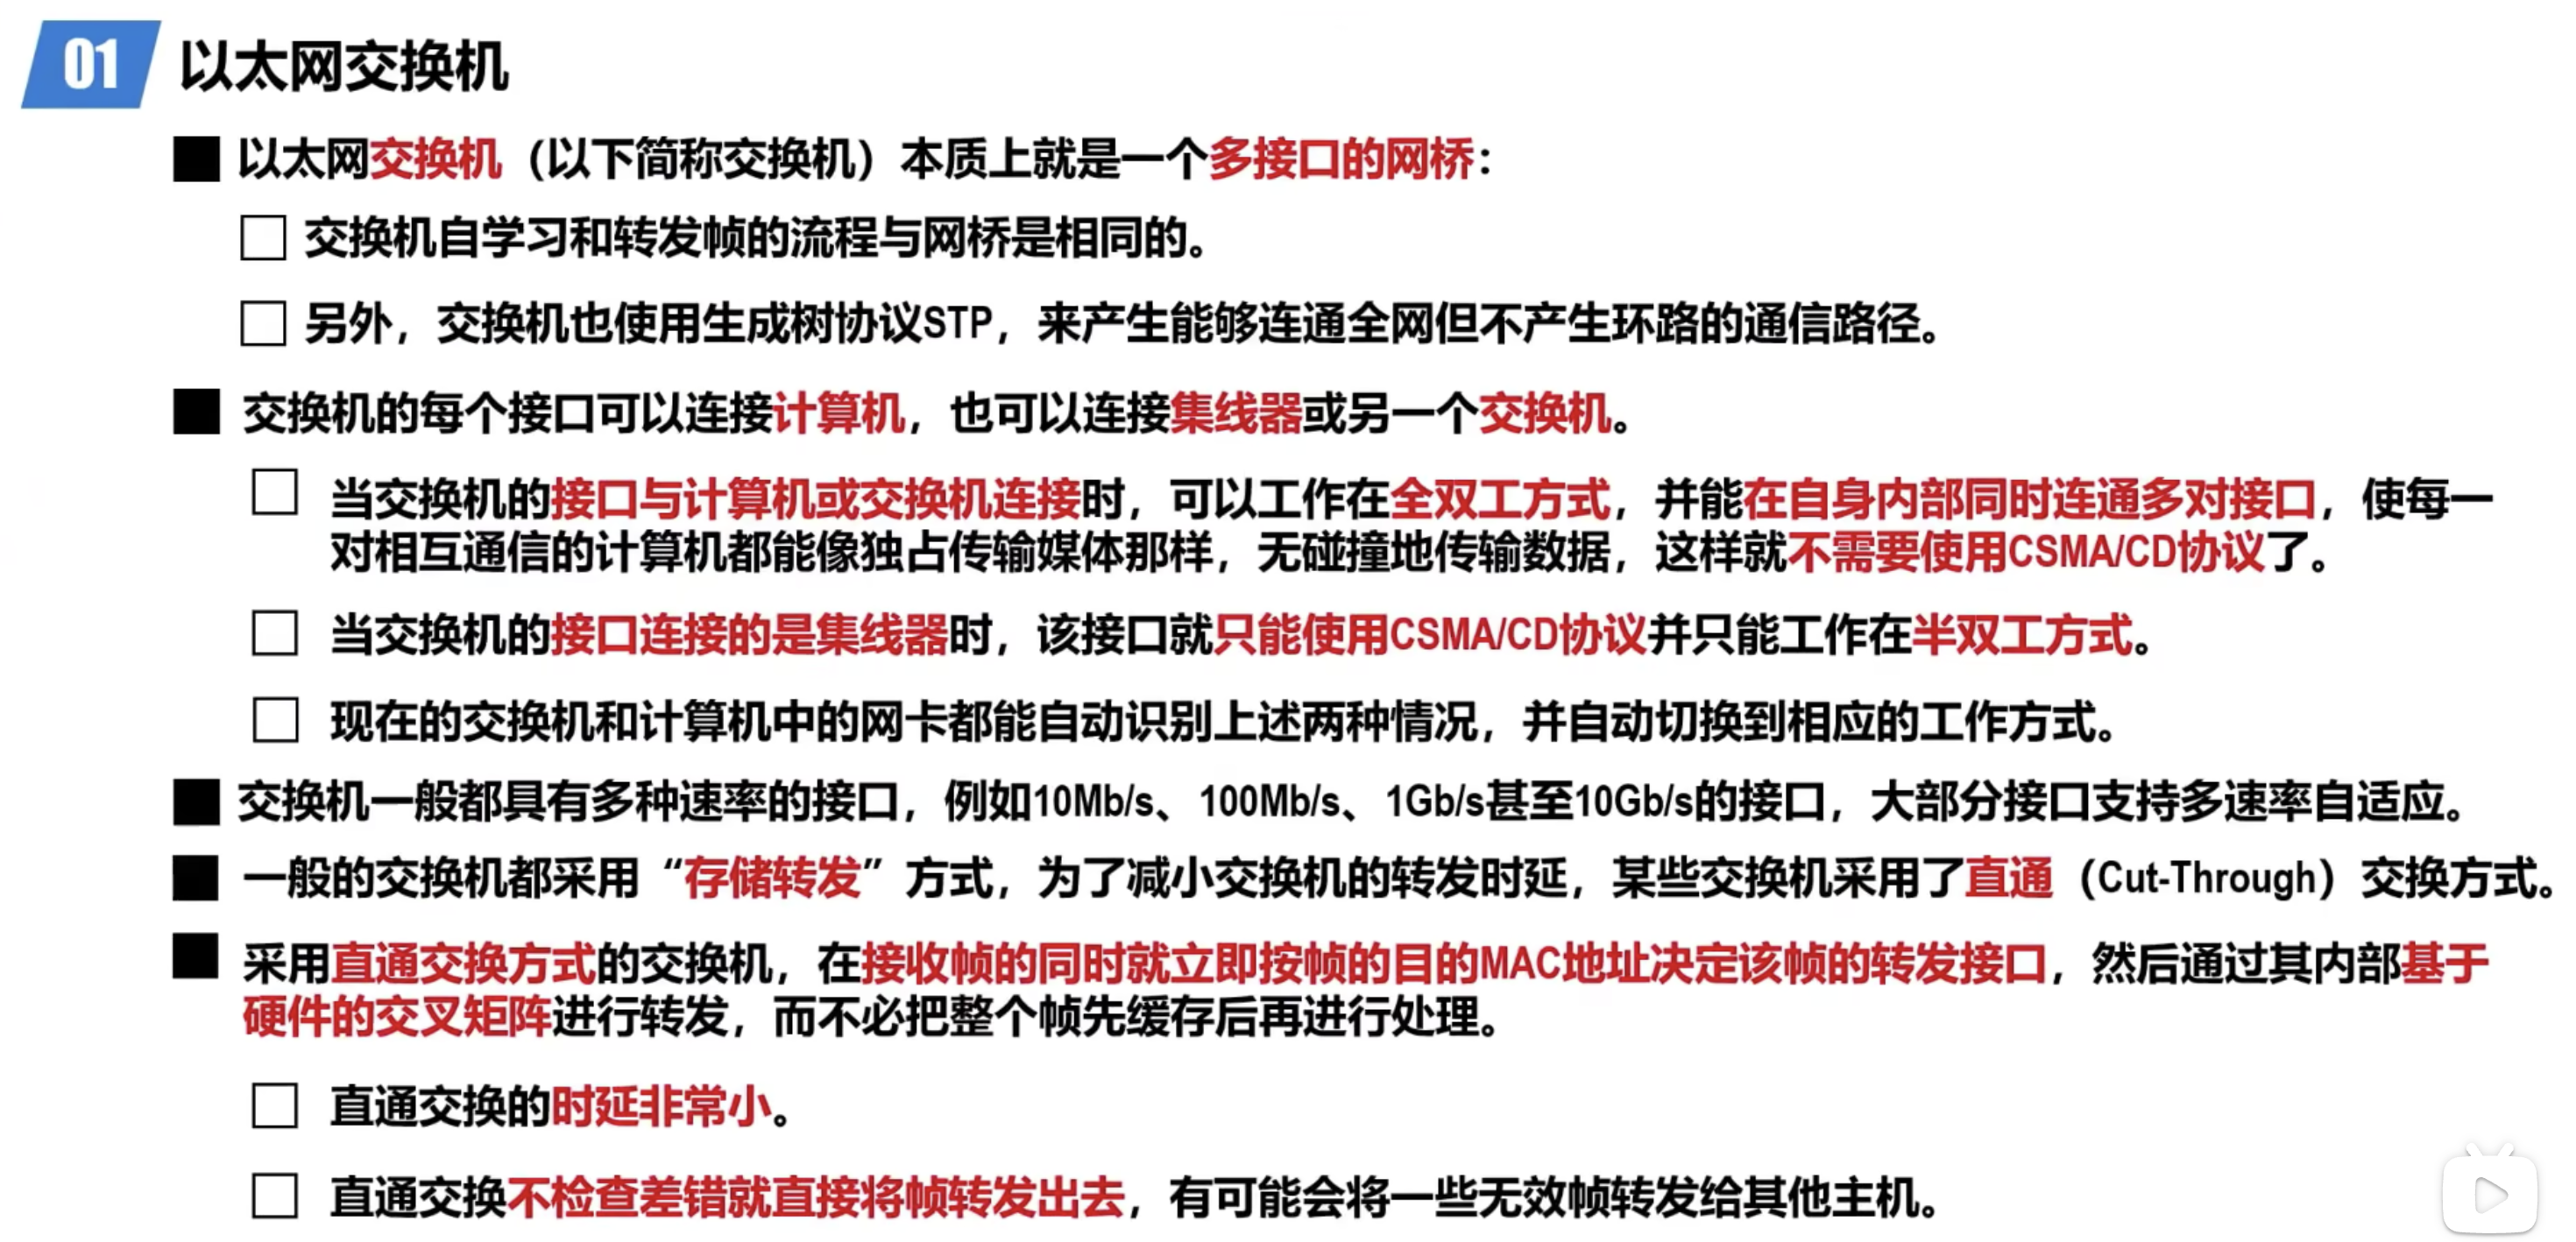 01 以太网交换机
以太网交换机（以下简称交换机）本质上就是一个多接口的网桥：
交换机自学习和转发帧的流程与网桥是相同的。
另外，交换机也使用生成树协议STP，来产生能够连通全网但不产生环路的通信路径。
交换机的每个接口可以连接计算机，也可以连接集线器或另一个交换机。
当交换机的接口与计算机或交换机连接时，可以工作在全双工方式，并能在自身内部同时连通多对接口，使每一
对相互通信的计算机都能像独占传输媒体那样，无碰撞地传输数据，这样就不需要使用CSMA/CD协议了。
当交换机的接口连接的是集线器时，该接口就只能使用CSMA/CD协议并只能工作在半双工方式。
现在的交换机和计算机中的网卡都能自动识别上述两种情况，并自动切换到相应的工作方式。
交换机一般都具有多种速率的接口，例如10Mb/s、100Mb/s、1Gb/s甚至10Gb/s的接口，大部分接口支持多速率自适应。
一般的交换机都采用“存储转发”方式，为了减小交换机的转发时延，某些交换机采用了直通（Cut-Through）交换方式。
采用直通交换方式的交换机，在接收帧的同时就立即按帧的目的MAC地址决定该帧的转发接口，然后通过其内部基于
硬件的交叉矩阵进行转发，而不必把整个帧先缓存后再进行处理。
直通交换的时延非常小。
直通交换不检查差错就直接将帧转发出去，有可能会将一些无效帧转发给其他主机。